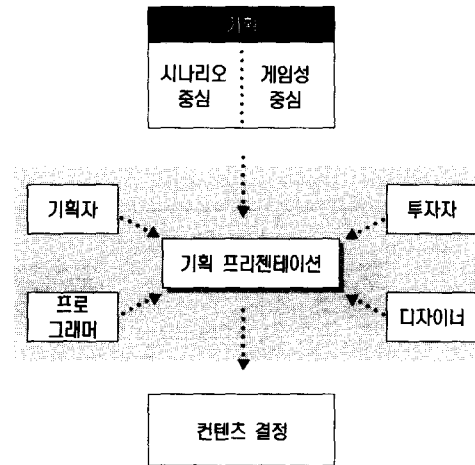 기획
시나리오 게임성
중심 중심
기획자 투자자
기획 프리젠테이션
프로
그래머
디자이너
컨텐츠 결정